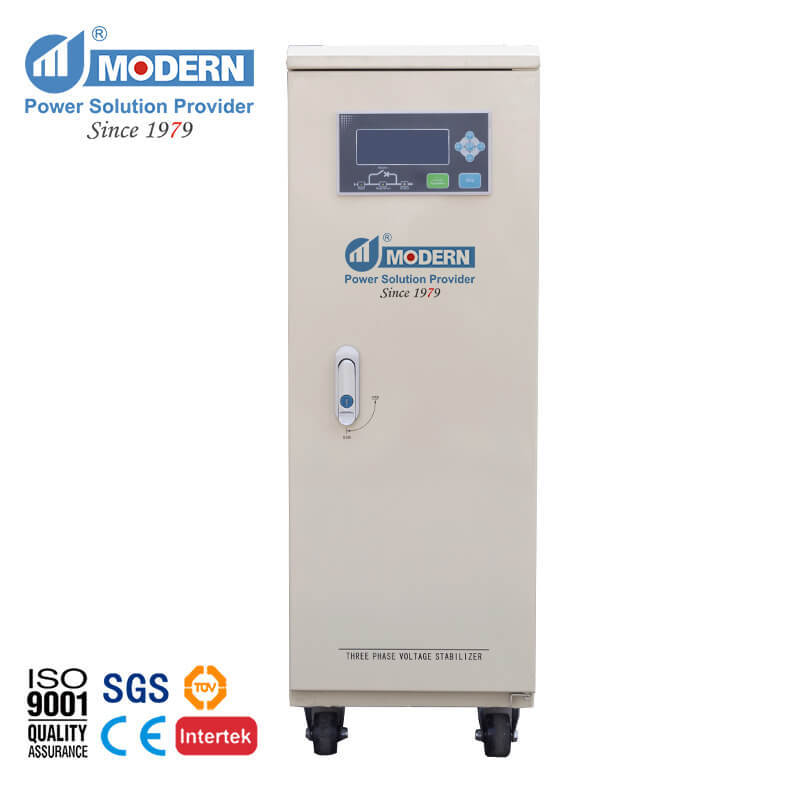 ®
MODERN
Power Solution Provider
Since 1979
®
MODERN
Power Solution Provider
Since 1979
THREE PHASE VOLTAGE STABILIZER
ISO
9001
QUALITY
ASSURANCE
SGS
TÜV
CE
Intertek